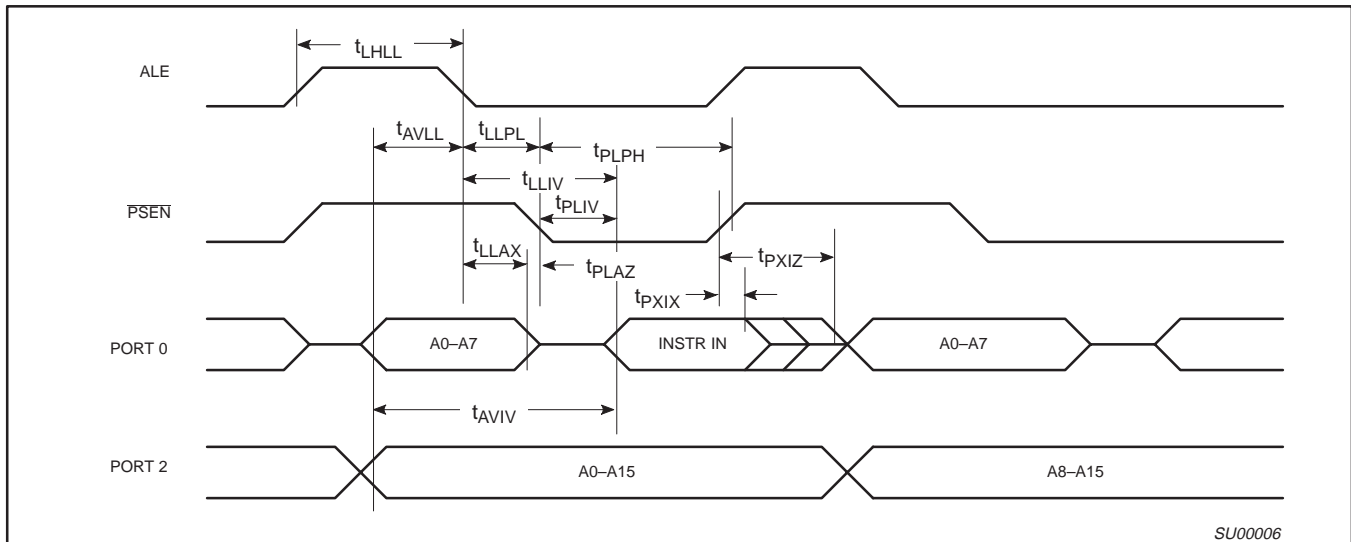 tLHLL
ALE
tAVLL
tLLPL
tPLPH
tLLIV
PSEN
tPLIV
tLLAX
tPLAZ
tPXIZ
tPXIX
PORT 0
A0–A7
INSTR IN
A0–A7
tAVIV
PORT 2
A0–A15
A8–A15
SU00006